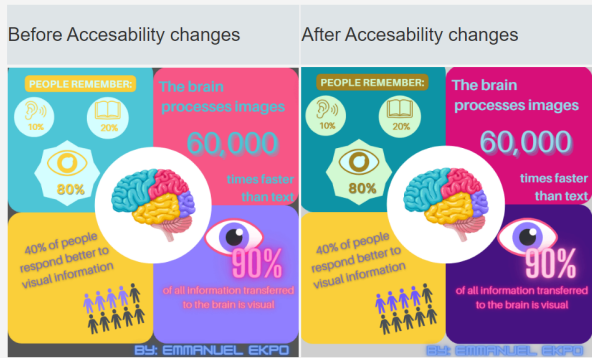 Before Accesability changes
PEOPLE REMEMBER:
10%
20%
80%
The brain
processes images
60,000
times faster
than text
40% of people
respond better to
visual information
90%
of all information transferred
to the brain is visual
BY: EMMANUEL EKPO
After Accesability changes
PEOPLE REMEMBER:
10%
20%
80%
The brain
processes images
60,000
times faster
than text
40% of people
respond better to
visual information
90%
of all information transferred
to the brain is visual
BY: EMMANUEL EKPO